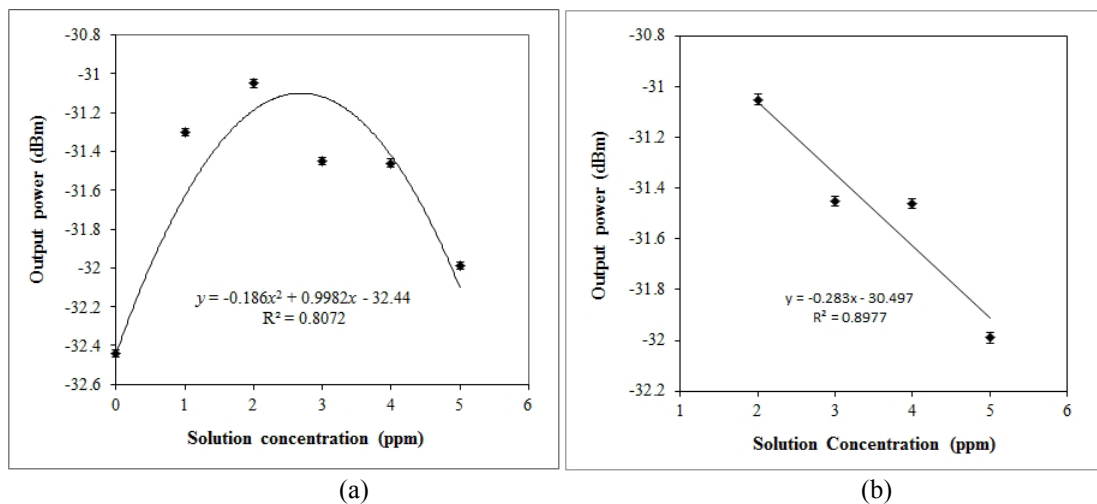 -30.8
-31
-31.2
-31.4
-31.6
-31.8
-32
-32.2
-32.4
-32.6
Output power (dBm)
y = -0.186x² + 0.9982x - 32.44
R² = 0.8072
0 1 2 3 4 5 6
Solution concentration (ppm)
(a)
-30.8
-31
-31.2
-31.4
-31.6
-31.8
-32
-32.2
Output power (dBm)
y = -0.283x - 30.497
R² = 0.8977
1 2 3 4 5 6
Solution Concentration (ppm)
(b)